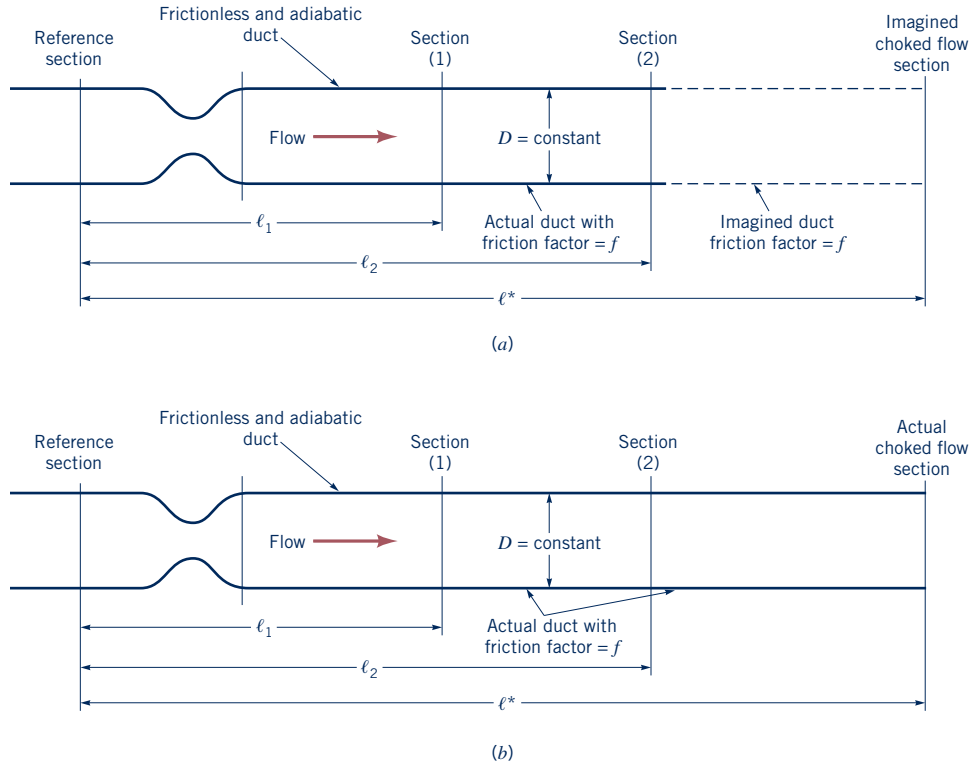 Frictionless and adiabatic
duct
Reference
section
Section
(1)
Section
(2)
Imagined
choked flow
section
Flow
D = constant
ℓ1
Actual duct with
friction factor = f
Imagined duct
friction factor = f
ℓ2
ℓ*
(a)
Frictionless and adiabatic
duct
Reference
section
Section
(1)
Section
(2)
Actual
choked flow
section
Flow
D = constant
ℓ1
Actual duct with
friction factor = f
ℓ2
ℓ*
(b)